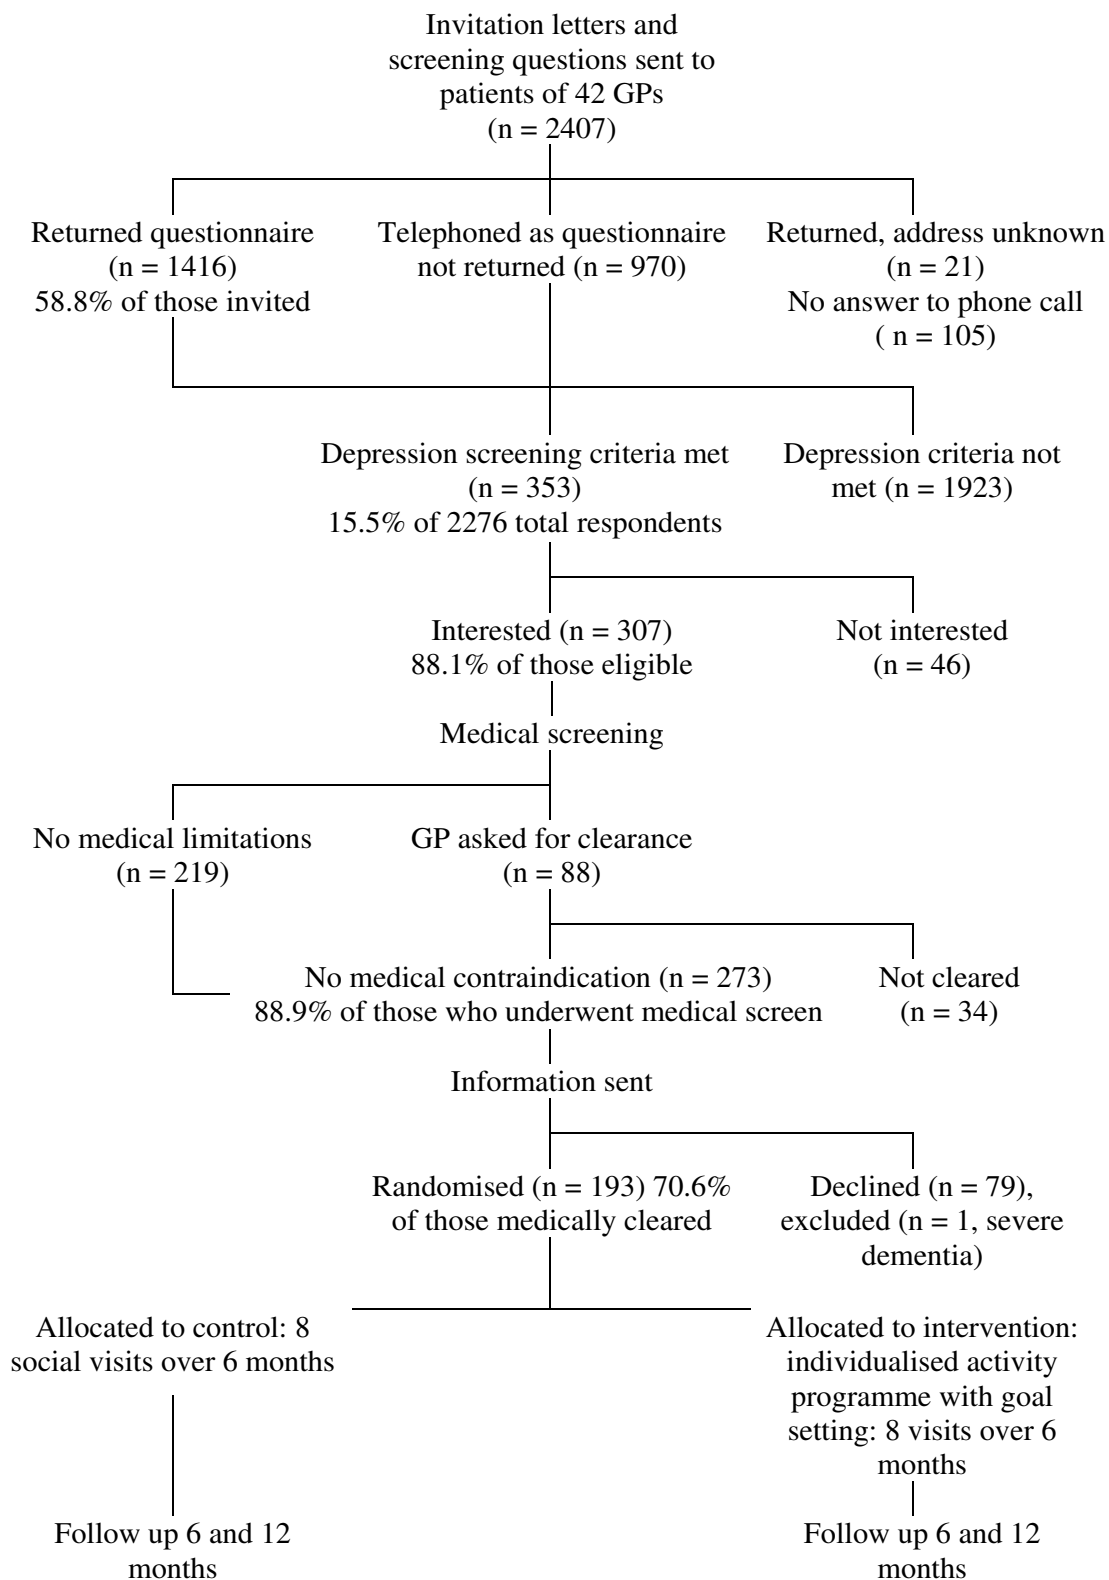 Invitation letters and
screening questions sent to
patients of 42 GPs
(n = 2407)
Returned questionnaire
(n = 1416)
58.8% of those invited
Telephoned as questionnaire
not returned (n = 970)
Returned, address unknown
(n = 21)
No answer to phone call
( n = 105)
Depression screening criteria met
(n = 353)
15.5% of 2276 total respondents
Depression criteria not
met (n = 1923)
Interested (n = 307)
88.1% of those eligible
Not interested
(n = 46)
Medical screening
No medical limitations
(n = 219)
GP asked for clearance
(n = 88)
No medical contraindication (n = 273)
88.9% of those who underwent medical screen
Not cleared
(n = 34)
Information sent
Randomised (n = 193) 70.6%
of those medically cleared
Declined (n = 79),
excluded (n = 1, severe
dementia)
Allocated to control: 8
social visits over 6 months
Allocated to intervention:
individualised activity
programme with goal
setting: 8 visits over 6
months
Follow up 6 and 12
months
Follow up 6 and 12
months